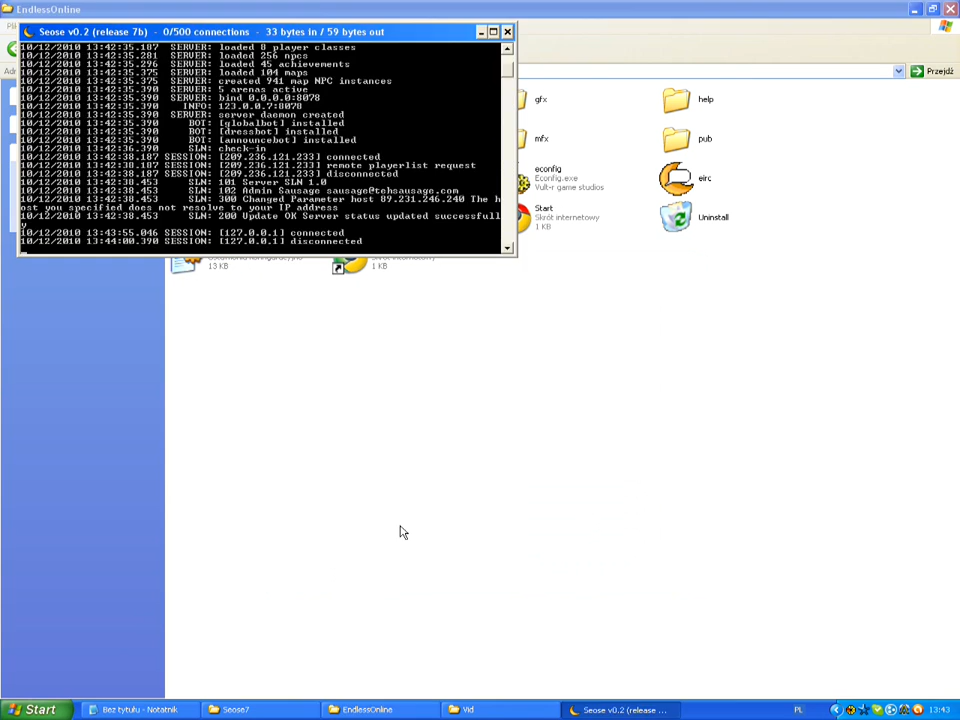 EndlessOnline
Seose v0.2 (release 7b) - 0/500 connections - 33 bytes in / 59 bytes out
10/12/2010 13:42:35.187 SERVER: loaded 8 player classes
10/12/2010 13:42:35.281 SERVER: loaded 256 npcs
10/12/2010 13:42:35.296 SERVER: loaded 45 achievements
10/12/2010 13:42:35.375 SERVER: loaded 104 maps
10/12/2010 13:42:35.375 SERVER: created 941 map NPC instances
10/12/2010 13:42:35.390 SERVER: 5 arenas active
10/12/2010 13:42:35.390 SERVER: bind 0.0.0.0:8078
10/12/2010 13:42:35.390 INFO: 123.0.0.7:8078
10/12/2010 13:42:35.390 SERVER: server daemon created
10/12/2010 13:42:35.390 BOT: [globalbot] installed
10/12/2010 13:42:35.390 BOT: [dressbot] installed
10/12/2010 13:42:35.390 BOT: [announcebot] installed
10/12/2010 13:42:36.390 SLN: check-in
10/12/2010 13:42:38.187 SESSION: [209.236.121.233] connected
10/12/2010 13:42:38.187 SESSION: [209.236.121.233] remote playerlist request
10/12/2010 13:42:38.187 SESSION: [209.236.121.233] disconnected
10/12/2010 13:42:38.453 SLN: 101 Server SLN 1.0
10/12/2010 13:42:38.453 SLN: 102 Admin Sausage sausage@tehsausage.com
10/12/2010 13:42:38.453 SLN: 300 Changed Parameter host 89.231.246.240 The h
ost you specified does not resolve to your IP address
10/12/2010 13:42:38.453 SLN: 200 Update OK Server status updated successfull
y
10/12/2010 13:43:55.046 SESSION: [127.0.0.1] connected
10/12/2010 13:44:00.390 SESSION: [127.0.0.1] disconnected
Przejdź
gfx
help
mfx
pub
econfig
Econfig.exe
Vult-r game studios
eirc
Start
Skrót internetowy
1 KB
Uninstall
13 KB
1 KB
Start
Bez tytułu - Notatnik
Seose7
EndlessOnline
Vid
Seose v0.2 (release ...
PL
13:43